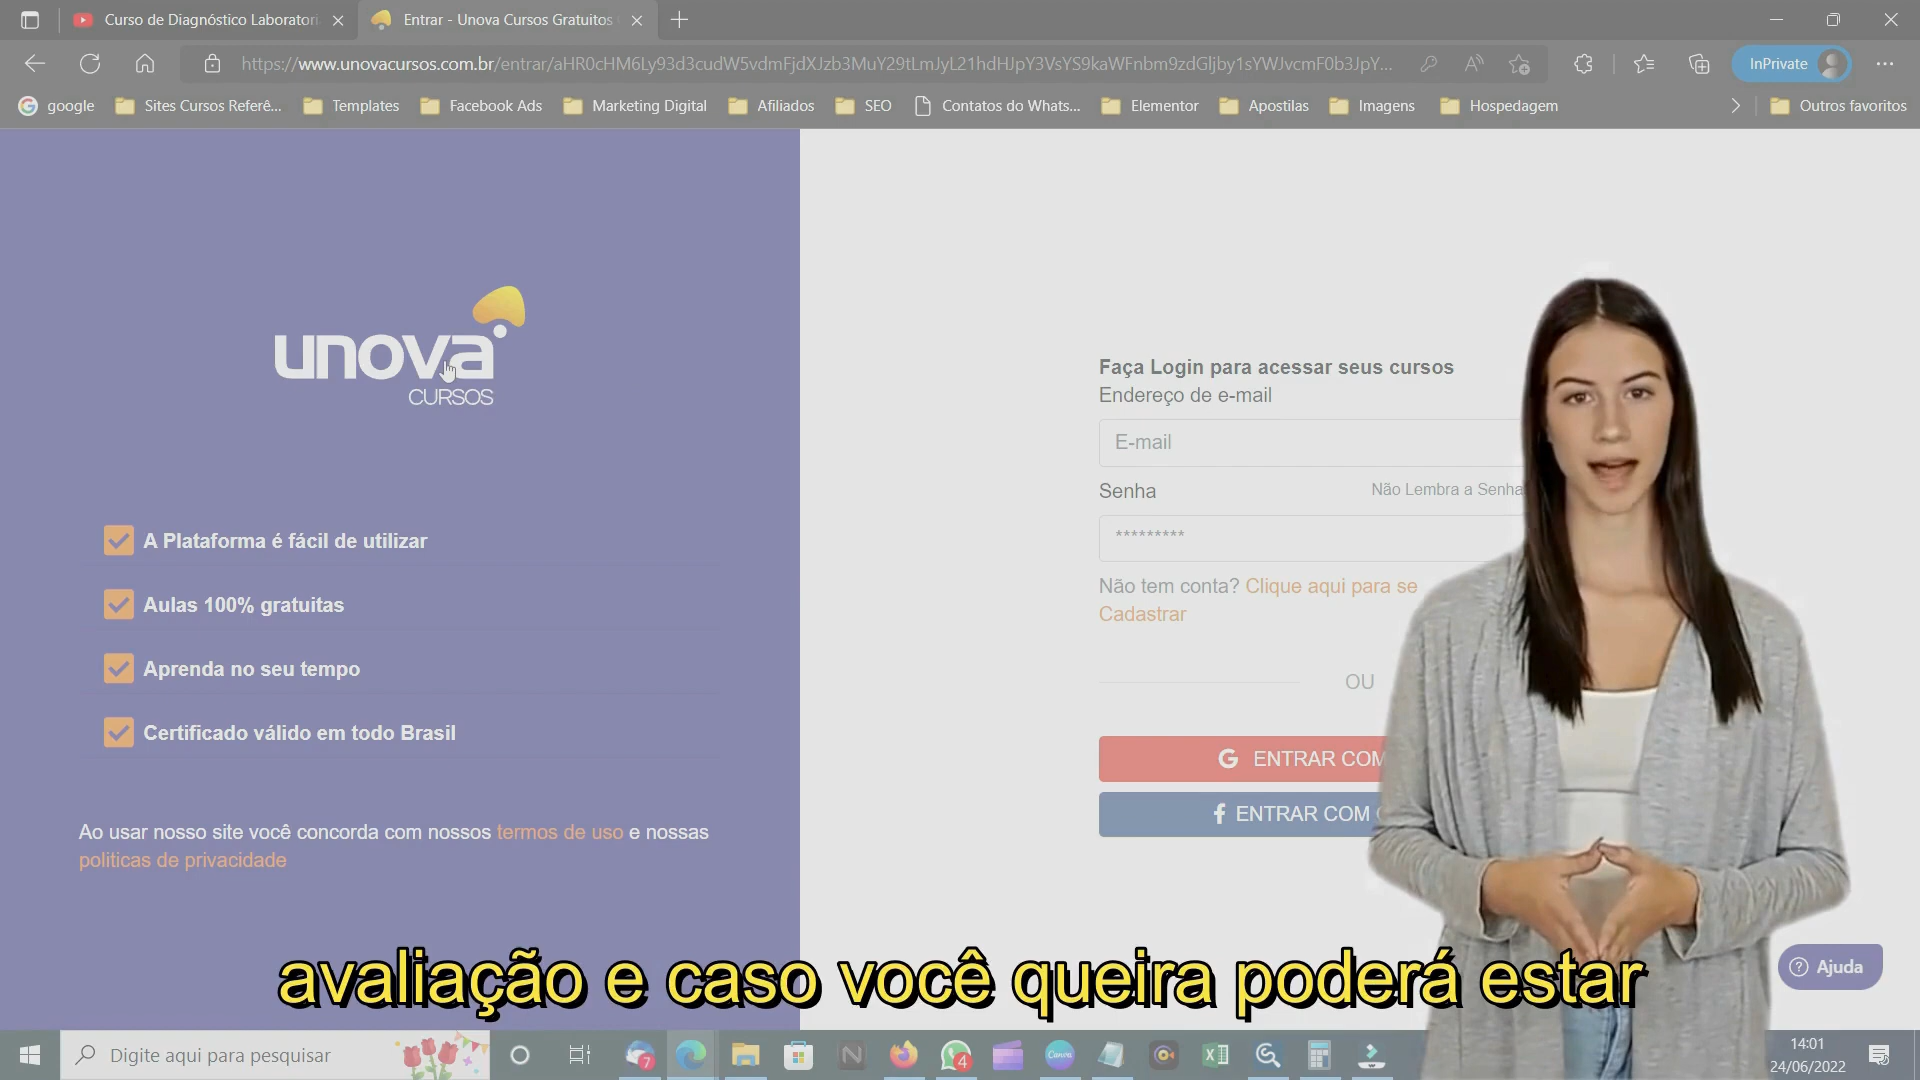 Curso de Diagnóstico Laboratori
Entrar - Unova Cursos Gratuitos
https://www.unovacursos.com.br/entrar/
InPrivate
google
Sites Cursos Referê...
Templates
Facebook Ads
Marketing Digital
Afiliados
SEO
Contatos do Whats...
Elementor
Apostilas
Imagens
Hospedagem
Outros favoritos
unova
CURSOS
A Plataforma é fácil de utilizar
Aulas 100% gratuitas
Aprenda no seu tempo
Certificado válido em todo Brasil
Ao usar nosso site você concorda com nossos termos de uso e nossas
politicas de privacidade
Faça Login para acessar seus cursos
Endereço de e-mail
E-mail
Senha
Não Lembra a Senha
*********
Não tem conta? Clique aqui para se
Cadastrar
OU
ENTRAR COM
ENTRAR COM
Ajuda
avaliação e caso você queira poderá estar
Digite aqui para pesquisar
7
4
Canva
14:01
24/06/2022